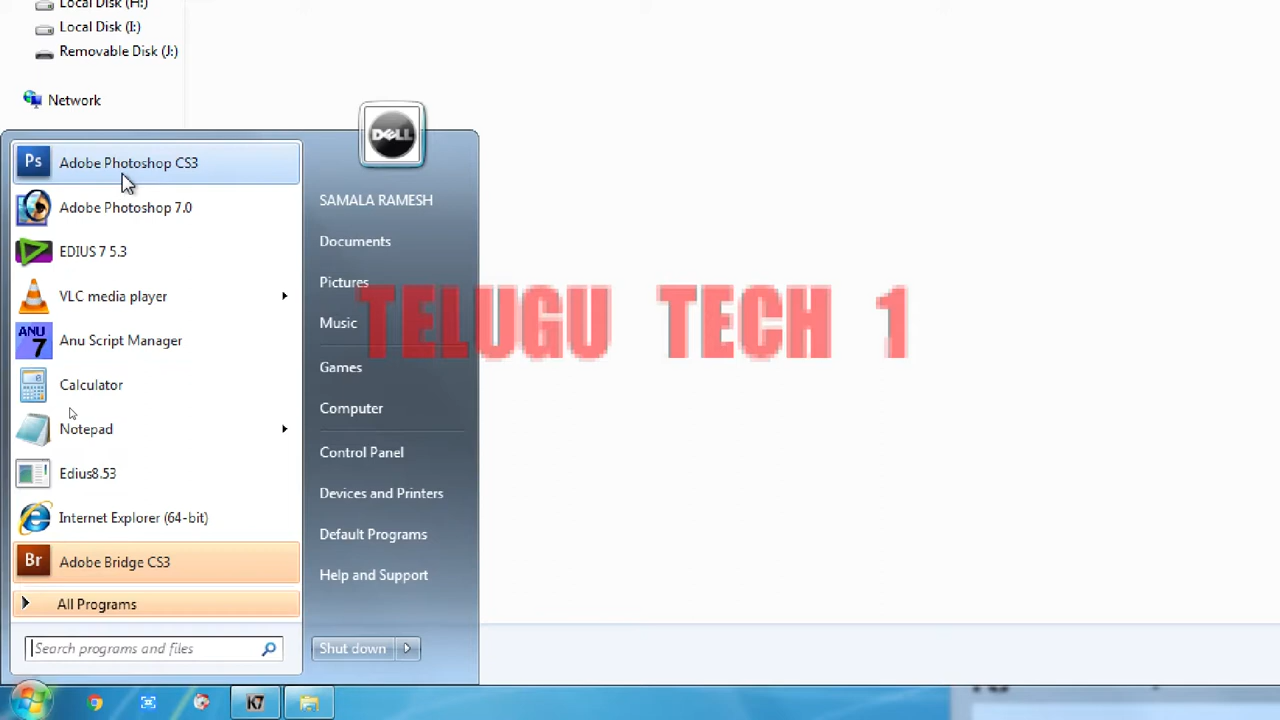 Local Disk (H:)
Local Disk (I:)
Removable Disk (J:)
Network
DELL
Ps
Adobe Photoshop CS3
Adobe Photoshop 7.0
EDIUS 7 5.3
VLC media player
ANU
7
Anu Script Manager
Calculator
Notepad
Edius8.53
Internet Explorer (64-bit)
Br
Adobe Bridge CS3
All Programs
Search programs and files
SAMALA RAMESH
Documents
Pictures
Music
Games
Computer
Control Panel
Devices and Printers
Default Programs
Help and Support
Shut down
TELUGU TECH 1
K7